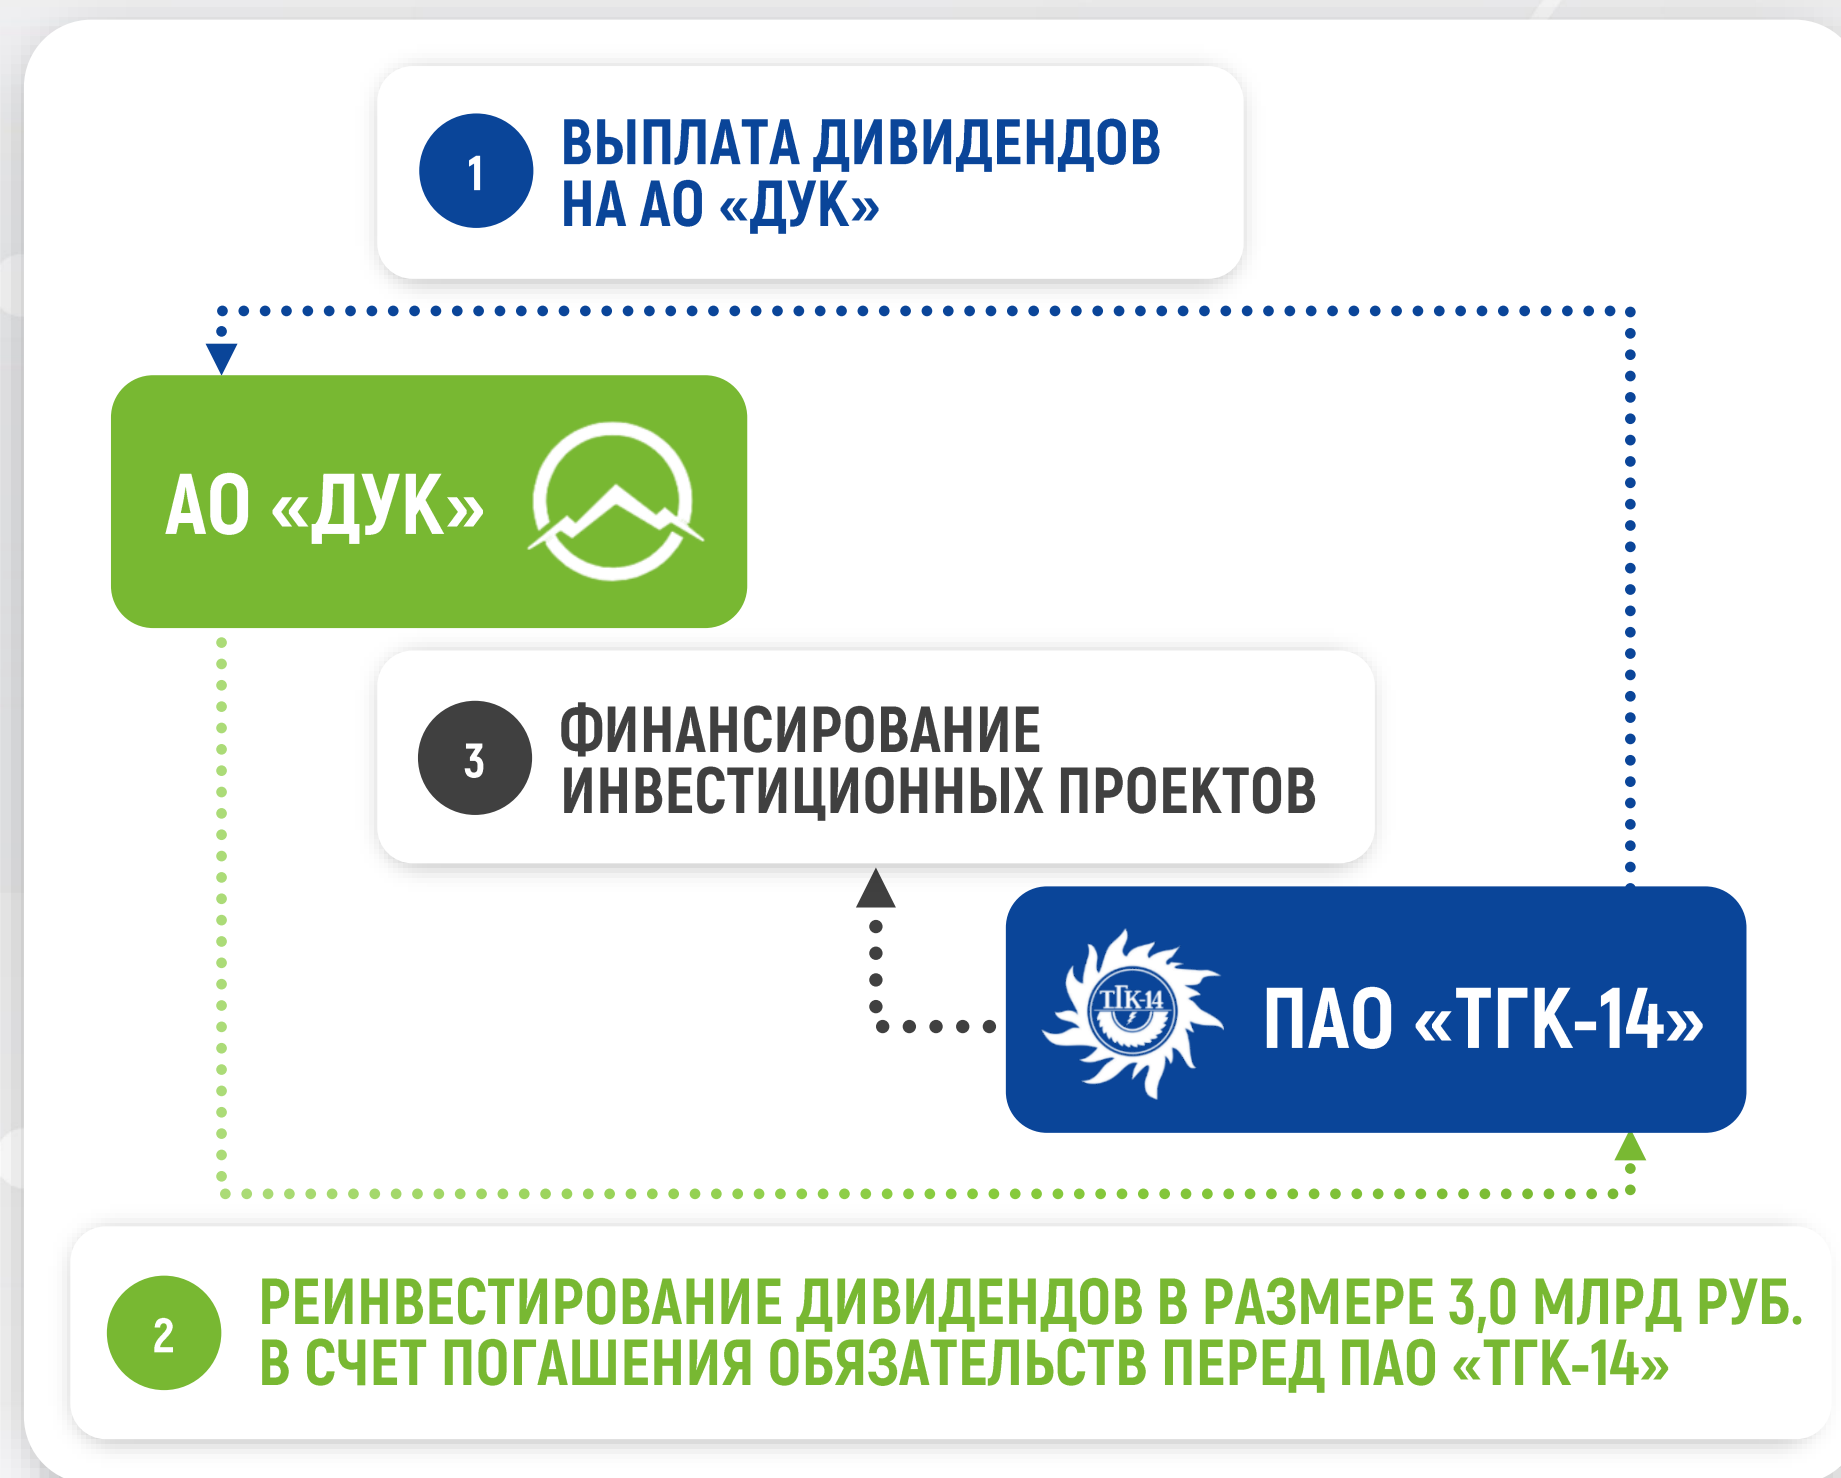 1
ВЫПЛАТА ДИВИДЕНДОВ
НА АО «ДУК»
АО «ДУК»
3
ФИНАНСИРОВАНИЕ
ИНВЕСТИЦИОННЫХ ПРОЕКТОВ
ТГК-14
ПАО «ТГК-14»
2
РЕИНВЕСТИРОВАНИЕ ДИВИДЕНДОВ В РАЗМЕРЕ 3,0 МЛРД РУБ.
В СЧЕТ ПОГАШЕНИЯ ОБЯЗАТЕЛЬСТВ ПЕРЕД ПАО «ТГК-14»